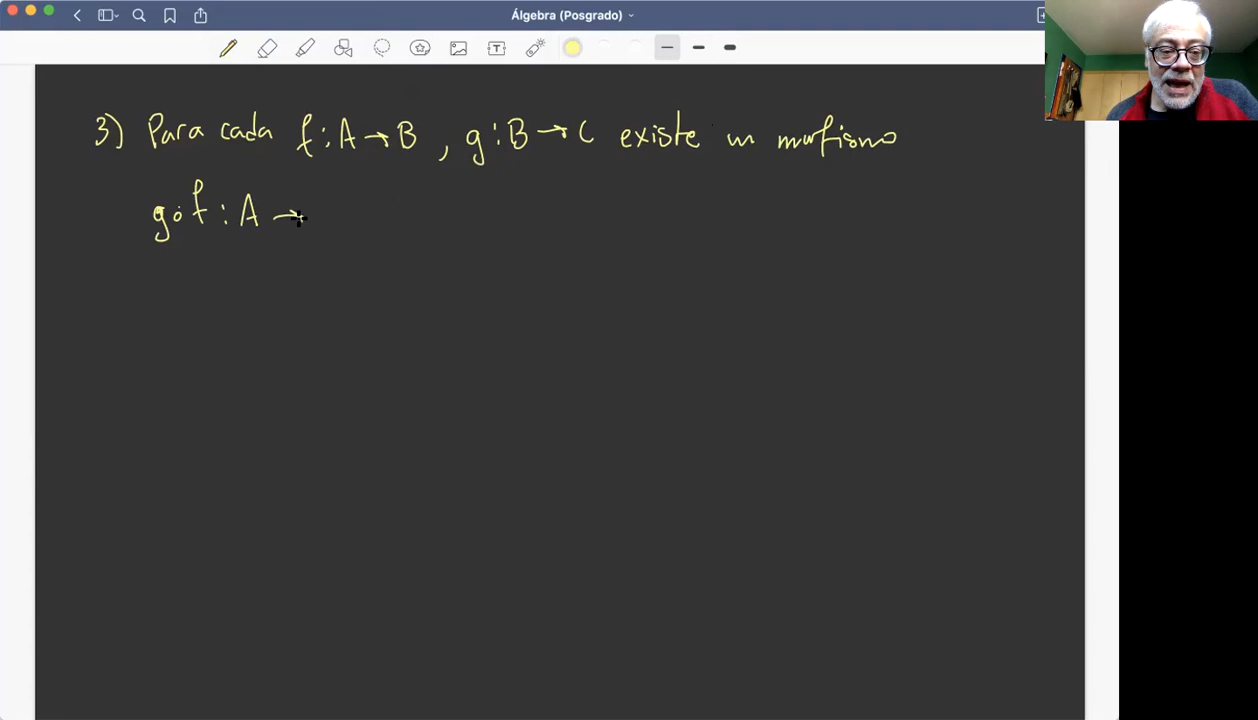 Álgebra (Posgrado)
3) Para cada f : A → B , g : B → C existe un morfismo
g∘f : A →